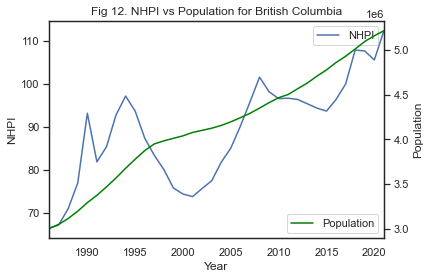 Fig 12. NHPI vs Population for British Columbia
1e6
NHPI
110
100
90
80
70
NHPI
5.0
4.5
4.0
3.5
3.0
Population
Population
1990
1995
2000
2005
2010
2015
2020
Year